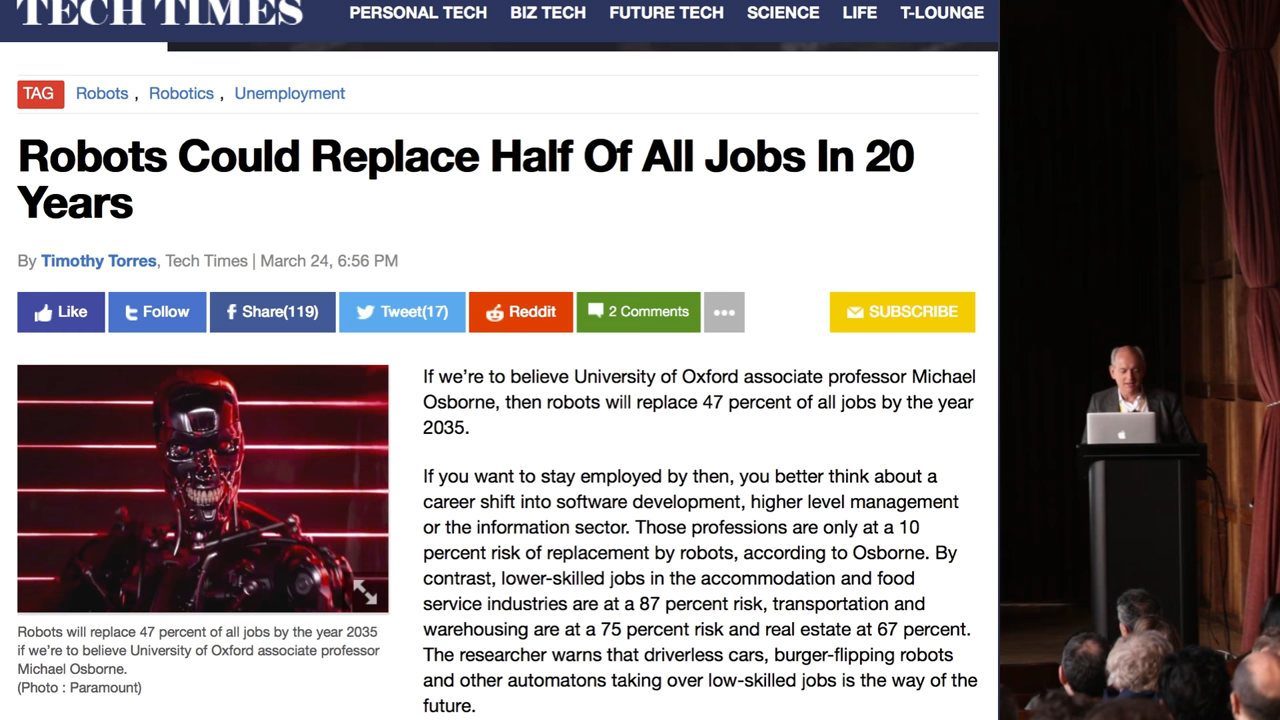 TECH TIMES
PERSONAL TECH BIZ TECH FUTURE TECH SCIENCE LIFE T-LOUNGE
TAG Robots , Robotics , Unemployment
Robots Could Replace Half Of All Jobs In 20
Years
By Timothy Torres, Tech Times | March 24, 6:56 PM
Like Follow Share(119) Tweet(17) Reddit 2 Comments ••• SUBSCRIBE
If we’re to believe University of Oxford associate professor Michael
Osborne, then robots will replace 47 percent of all jobs by the year
2035.
If you want to stay employed by then, you better think about a
career shift into software development, higher level management
or the information sector. Those professions are only at a 10
percent risk of replacement by robots, according to Osborne. By
contrast, lower-skilled jobs in the accommodation and food
service industries are at a 87 percent risk, transportation and
warehousing are at a 75 percent risk and real estate at 67 percent.
The researcher warns that driverless cars, burger-flipping robots
and other automatons taking over low-skilled jobs is the way of the
future.
Robots will replace 47 percent of all jobs by the year 2035
if we’re to believe University of Oxford associate professor
Michael Osborne.
(Photo : Paramount)